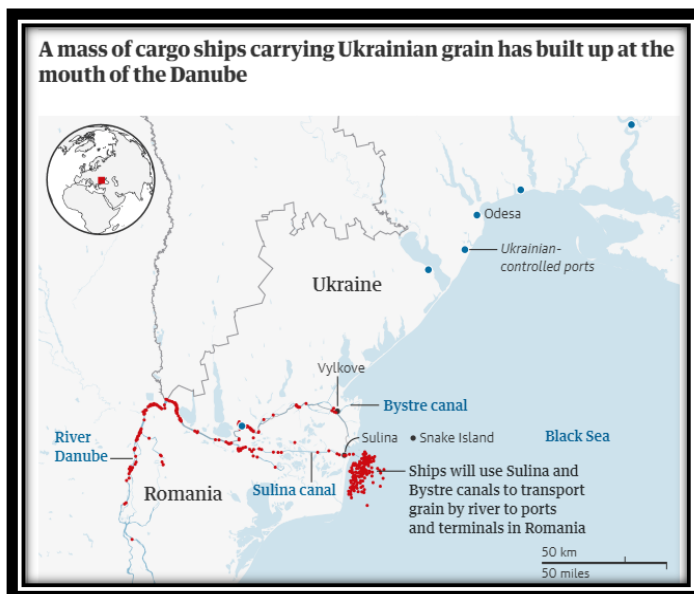 A mass of cargo ships carrying Ukrainian grain has built up at the
mouth of the Danube
Odesa
Ukrainian-
controlled ports
Ukraine
Vylkove
Bystre canal
River
Danube
Sulina
Snake Island
Black Sea
Romania
Sulina canal
Ships will use Sulina and
Bystre canals to transport
grain by river to ports
and terminals in Romania
50 km
50 miles